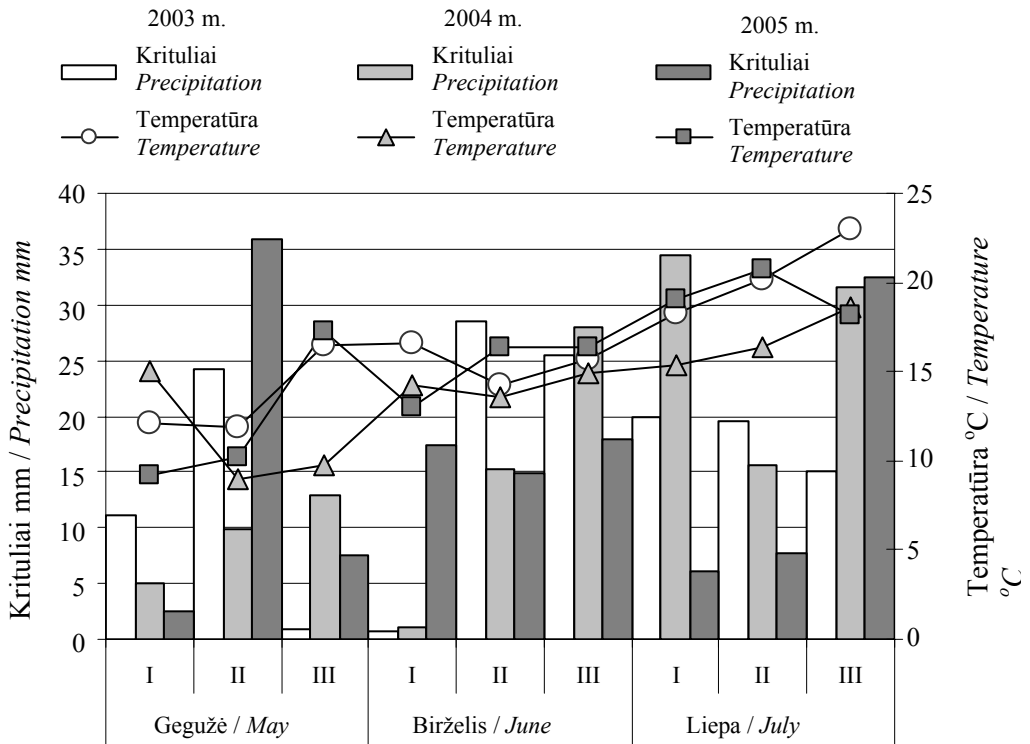 2003 m.
2004 m.
2005 m.
Krituliai
Precipitation
Krituliai
Precipitation
Krituliai
Precipitation
Temperatūra
Temperature
Temperatūra
Temperature
Temperatūra
Temperature
Krituliai mm / Precipitation mm
40
35
30
25
20
15
10
5
0
25
20
15
10
5
0
Temperatūra °C / Temperature
°C
I II III I II III I II III
Gegužė / May Birželis / June Liepa / July